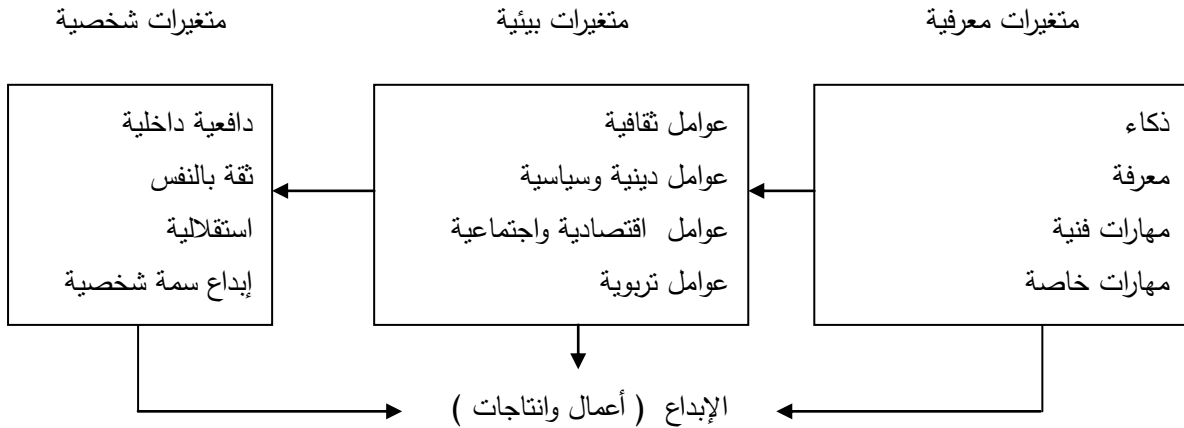 متغيرات معرفية
متغيرات بيئية
متغيرات شخصية
ذكاء
معرفة
مهارات فنية
مهارات خاصة
عوامل ثقافية
عوامل دينية وسياسية
عوامل اقتصادية واجتماعية
عوامل تربوية
دافعية داخلية
ثقة بالنفس
استقلالية
إبداع سمة شخصية
الإبداع ( أعمال وانتاجات )